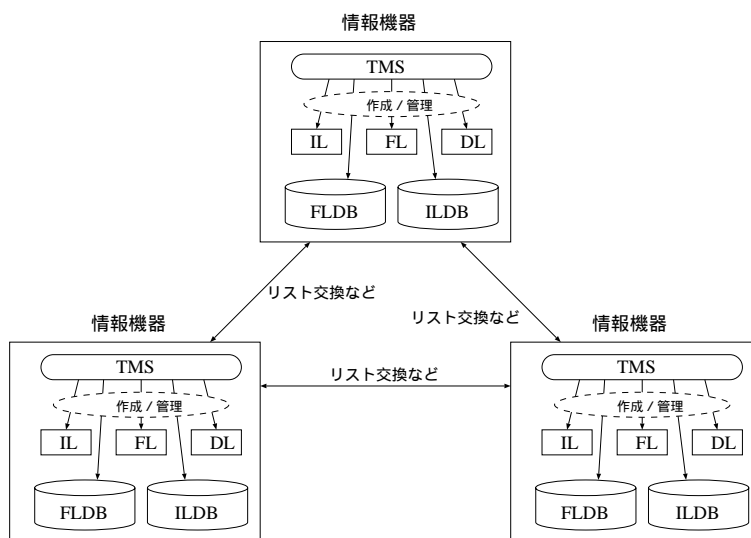 情報機器
TMS
作成 / 管理
IL FL DL
FLDB ILDB
リスト交換など
リスト交換など
情報機器
情報機器
TMS
作成 / 管理
IL FL DL
FLDB ILDB
リスト交換など
TMS
作成 / 管理
IL FL DL
FLDB ILDB